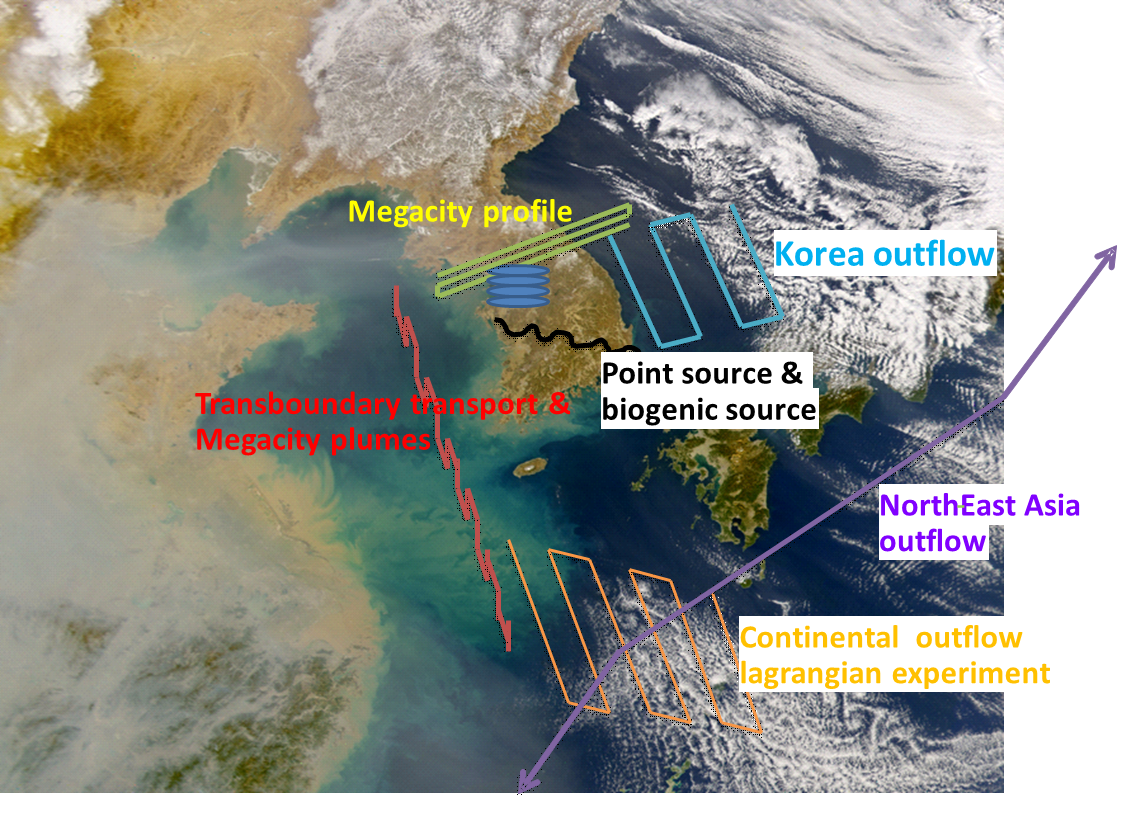 Megacity profile
Korea outflow
Point source &
biogenic source
Transboundary transport &
Megacity plumes
NorthEast Asia
outflow
Continental  outflow
lagrangian experiment